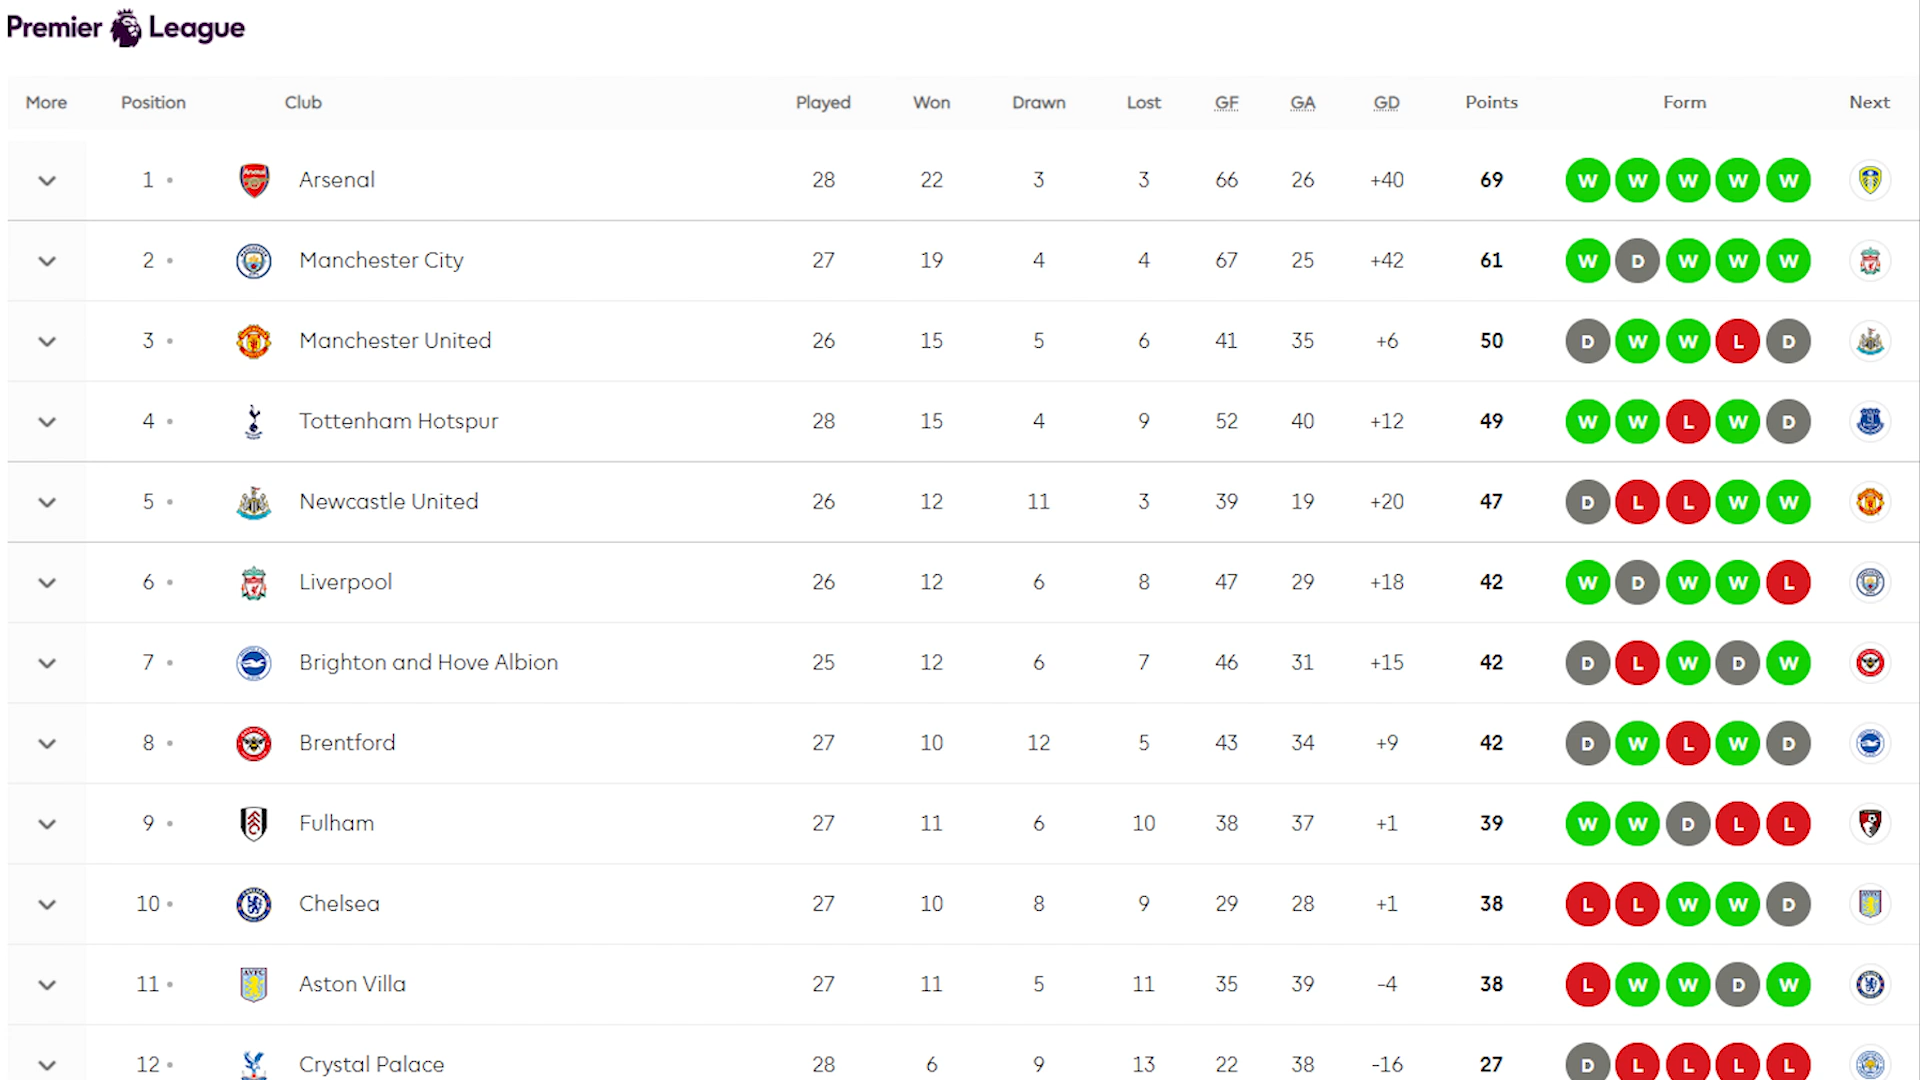 Premier League
More Position Club Played Won Drawn Lost GF GA GD Points Form Next
1 Arsenal 28 22 3 3 66 26 +40 69 W W W W W
2 Manchester City 27 19 4 4 67 25 +42 61 W D W W W
3 Manchester United 26 15 5 6 41 35 +6 50 D W W L D
4 Tottenham Hotspur 28 15 4 9 52 40 +12 49 W W L W D
5 Newcastle United 26 12 11 3 39 19 +20 47 D L L W W
6 Liverpool 26 12 6 8 47 29 +18 42 W D W W L
7 Brighton and Hove Albion 25 12 6 7 46 31 +15 42 D L W D W
8 Brentford 27 10 12 5 43 34 +9 42 D W L W D
9 Fulham 27 11 6 10 38 37 +1 39 W W D L L
10 Chelsea 27 10 8 9 29 28 +1 38 L L W W D
11 Aston Villa 27 11 5 11 35 39 -4 38 L W W D W
12 Crystal Palace 28 6 9 13 22 38 -16 27 D L L L L